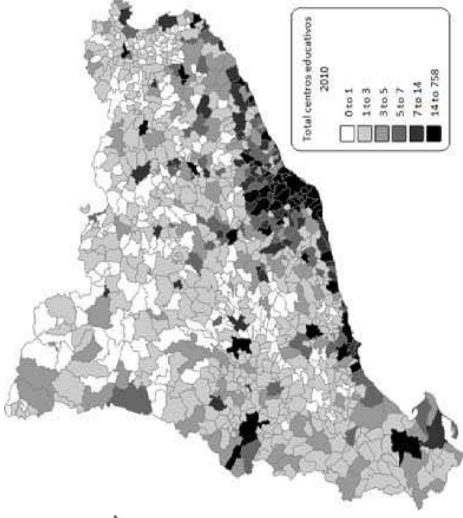 Total centros educativos
2010
0 to 1
1 to 3
3 to 5
5 to 7
7 to 14
14 to 758